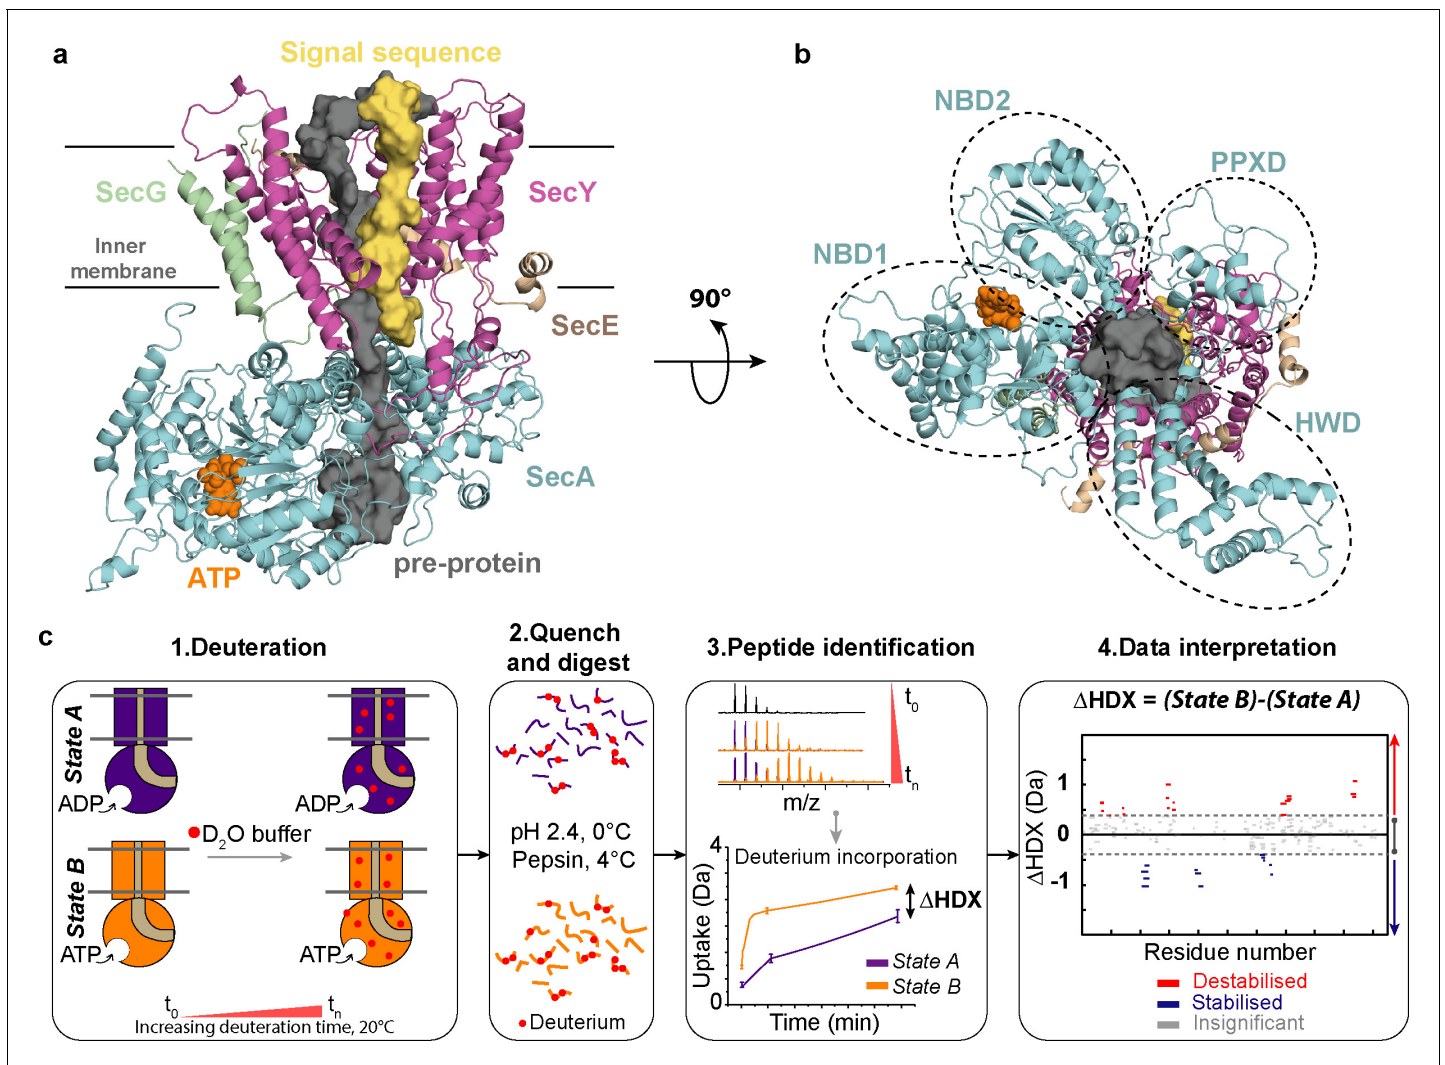 a
Signal sequence
SecG
SecY
Inner
membrane
SecE
SecA
ATP
pre-protein
90°
b
NBD2
PPXD
NBD1
HWD
c
1.Deuteration
State A
ADP
ADP
D2O buffer
State B
ATP
ATP
t0
tn
Increasing deuteration time, 20°C
2.Quench
and digest
pH 2.4, 0°C
Pepsin, 4°C
Deuterium
3.Peptide identification
t0
tn
m/z
Deuterium incorporation
4
Uptake (Da)
0
ΔHDX
State A
State B
Time (min)
4.Data interpretation
ΔHDX = (State B)-(State A)
ΔHDX (Da)
1
0
-1
Residue number
Destabilised
Stabilised
Insignificant